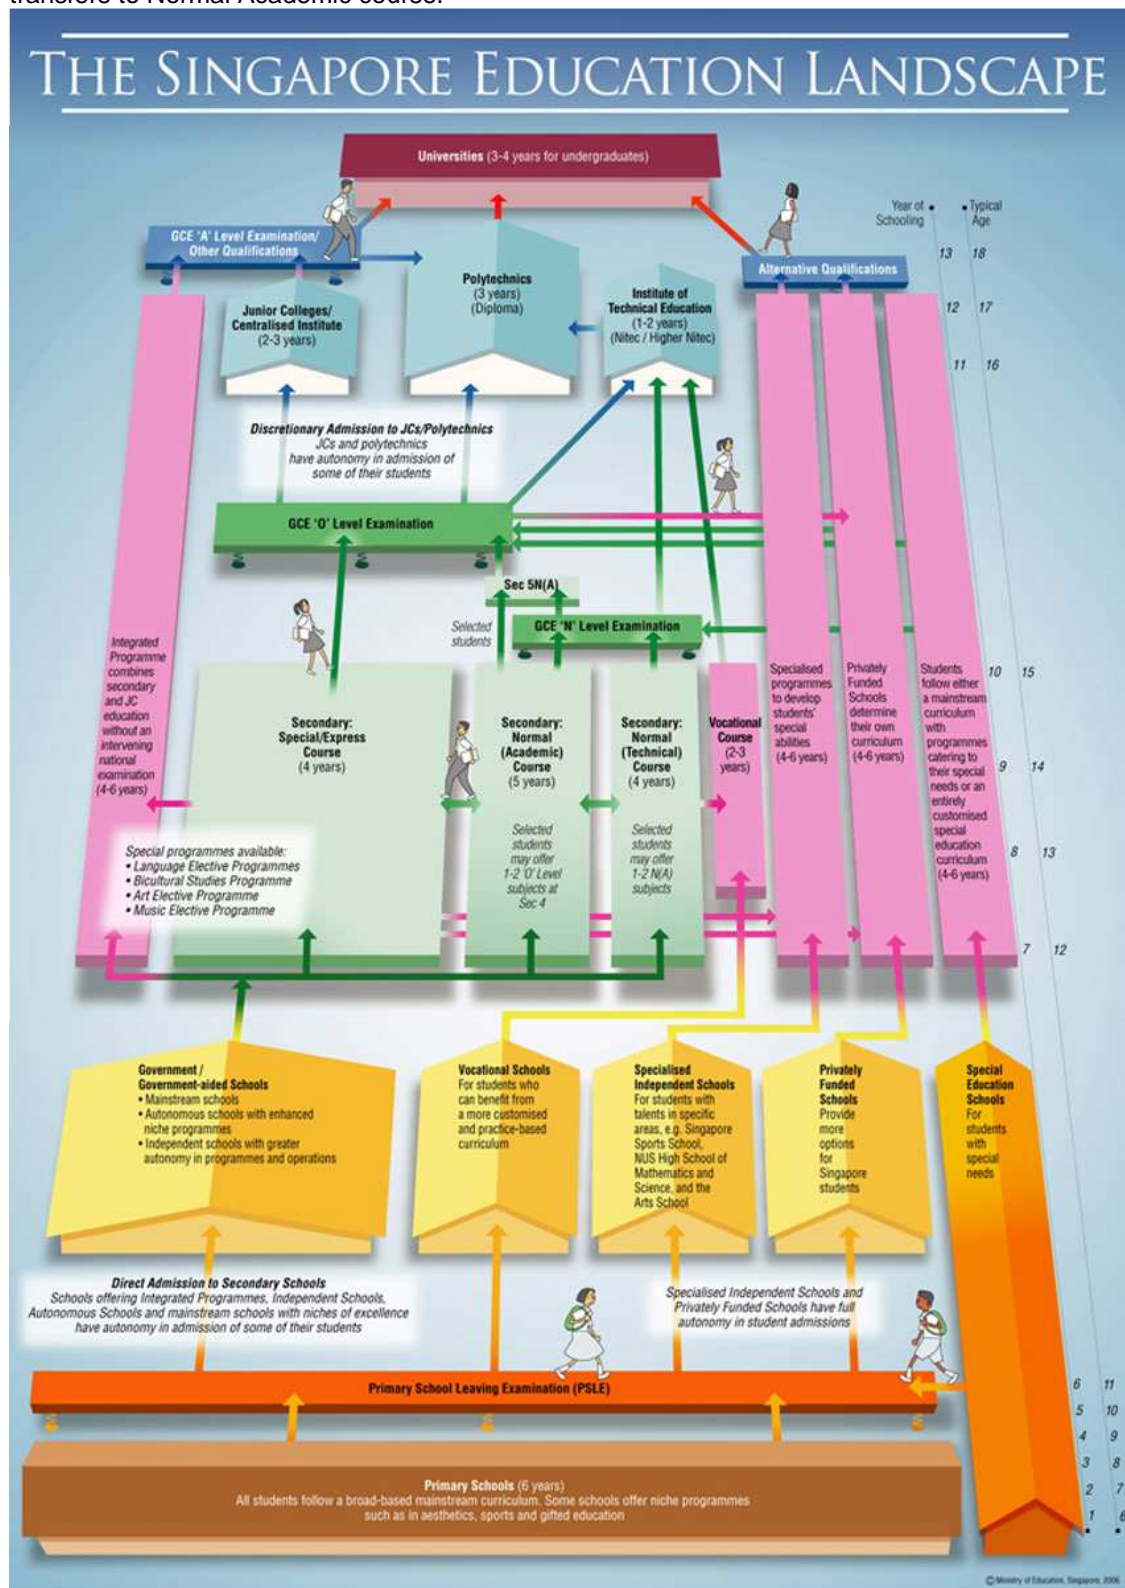 transfers to Normal Academic course.
THE SINGAPORE EDUCATION LANDSCAPE
Universities (3-4 years for undergraduates)
Year of
Schooling
Typical
Age
GCE 'A' Level Examination/
Other Qualifications
Alternative Qualifications
13 18
Polytechnics
(3 years)
(Diploma)
Institute of
Technical Education
(1-2 years)
(Nitec / Higher Nitec)
Junior Colleges/
Centralised Institute
(2-3 years)
12 17
11 16
Discretionary Admission to JCs/Polytechnics
JCs and polytechnics
have autonomy in admission of
some of their students
GCE 'O' Level Examination
Sec 5N(A)
Selected
students
GCE 'N' Level Examination
Integrated
Programme
combines
secondary
and JC
education
without an
intervening
national
examination
(4-6 years)
Secondary:
Special/Express
Course
(4 years)
Secondary:
Normal
(Academic)
Course
(5 years)
Selected
students
may offer
1-2 'O' Level
subjects at
Sec 4
Secondary:
Normal
(Technical)
Course
(4 years)
Selected
students
may offer
1-2 N(A)
subjects
Vocational
Course
(2-3
years)
Specialised
programmes
to develop
students'
special
abilities
(4-6 years)
Privately
Funded
Schools
determine
their own
curriculum
(4-6 years)
Students
follow either
a mainstream
curriculum
with
programmes
catering to
their special
needs or an
entirely
customised
special
education
curriculum
(4-6 years)
10 15
9 14
8 13
7 12
Special programmes available:
• Language Elective Programmes
• Bicultural Studies Programme
• Art Elective Programme
• Music Elective Programme
Government /
Government-aided Schools
• Mainstream schools
• Autonomous schools with enhanced
niche programmes
• Independent schools with greater
autonomy in programmes and operations
Vocational Schools
For students who
can benefit from
a more customised
and practice-based
curriculum
Specialised
Independent Schools
For students with
talents in specific
areas, e.g. Singapore
Sports School,
NUS High School of
Mathematics and
Science, and the
Arts School
Privately
Funded
Schools
Provide
more
options
for
Singapore
students
Special
Education
Schools
For
students
with
special
needs
Direct Admission to Secondary Schools
Schools offering Integrated Programmes, Independent Schools,
Autonomous Schools and mainstream schools with niches of excellence
have autonomy in admission of some of their students
Specialised Independent Schools and
Privately Funded Schools have full
autonomy in student admissions
Primary School Leaving Examination (PSLE)
6 11
5 10
4 9
3 8
2 7
1 6
Primary Schools (6 years)
All students follow a broad-based mainstream curriculum. Some schools offer niche programmes
such as in aesthetics, sports and gifted education
© Ministry of Education, Singapore, 2006